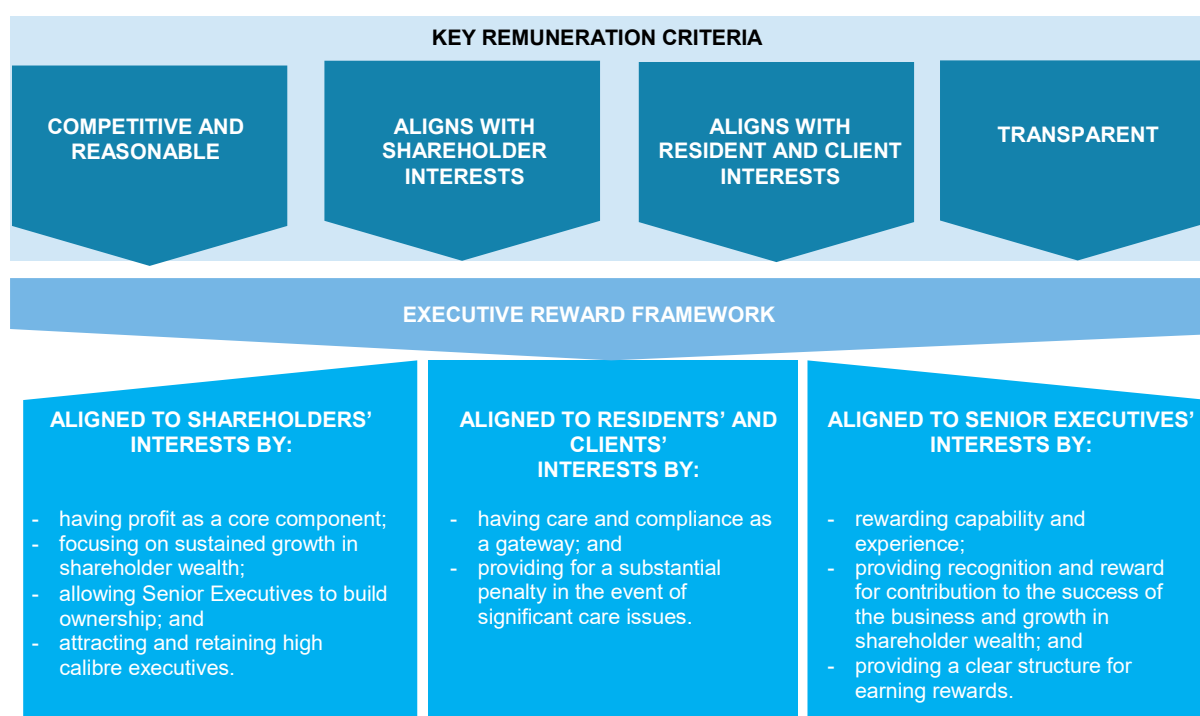 KEY REMUNERATION CRITERIA
COMPETITIVE AND
REASONABLE
ALIGNS WITH
SHAREHOLDER
INTERESTS
ALIGNS WITH
RESIDENT AND CLIENT
INTERESTS
TRANSPARENT
EXECUTIVE REWARD FRAMEWORK
ALIGNED TO SHAREHOLDERS’
INTERESTS BY:
- having profit as a core component;
- focusing on sustained growth in
shareholder wealth;
- allowing Senior Executives to build
ownership; and
- attracting and retaining high
calibre executives.
ALIGNED TO RESIDENTS’ AND
CLIENTS’
INTERESTS BY:
- having care and compliance as
a gateway; and
- providing for a substantial
penalty in the event of
significant care issues.
ALIGNED TO SENIOR EXECUTIVES’
INTERESTS BY:
- rewarding capability and
experience;
- providing recognition and reward
for contribution to the success of
the business and growth in
shareholder wealth; and
- providing a clear structure for
earning rewards.